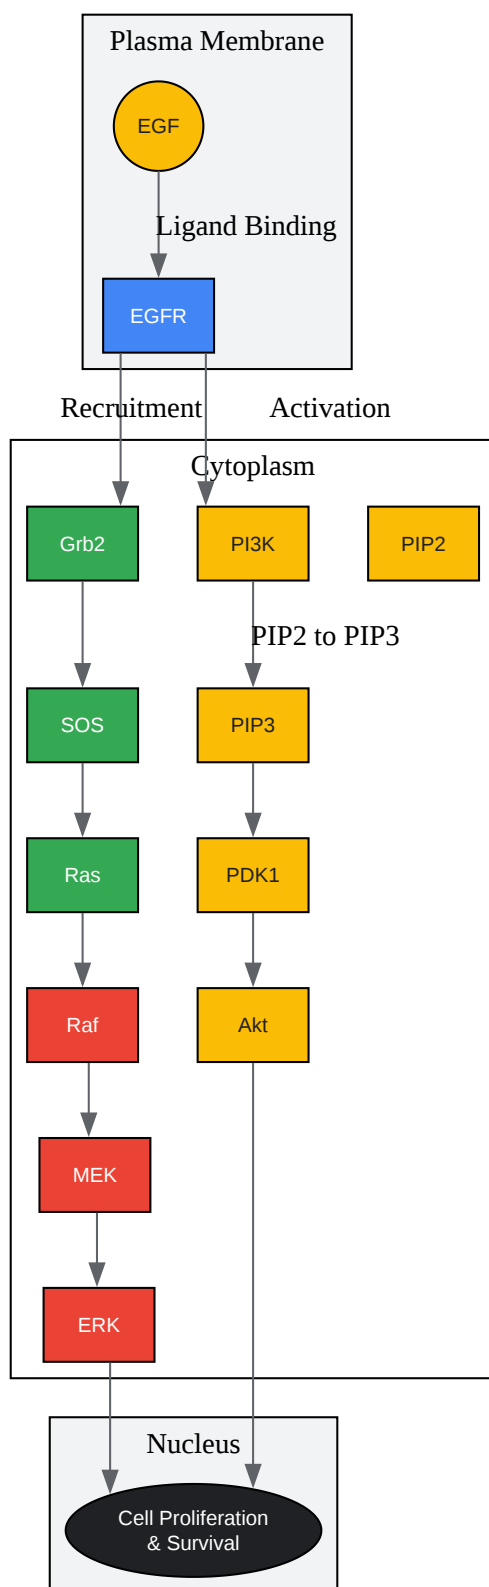 Plasma Membrane
EGF
Ligand Binding
EGFR
Recruitment
Activation
Cytoplasm
Grb2
PI3K
PIP2
PIP2 to PIP3
SOS
PIP3
Ras
PDK1
Raf
Akt
MEK
ERK
Nucleus
Cell Proliferation
& Survival